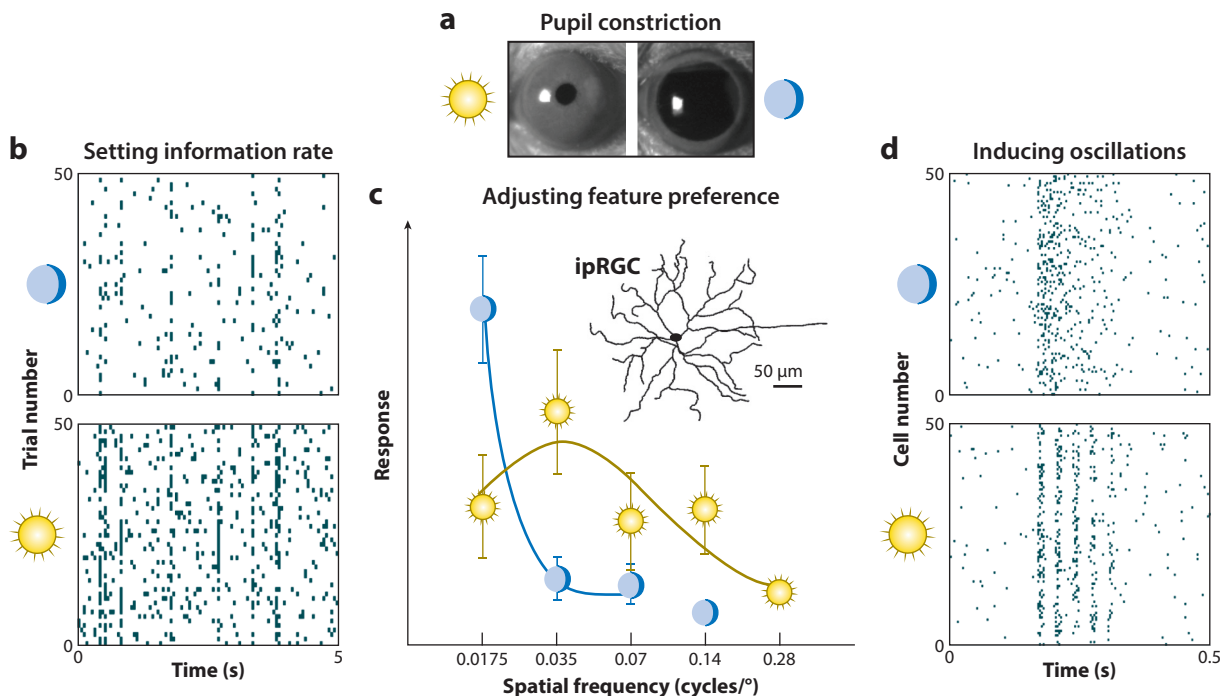 a
Pupil constriction
b
Setting information rate
50
0
Trial number
50
0
0
5
Time (s)
c
Adjusting feature preference
ipRGC
50 μm
Response
0.0175
0.035
0.07
0.14
0.28
Spatial frequency (cycles/°)
d
Inducing oscillations
50
0
Cell number
50
0
0
0.5
Time (s)